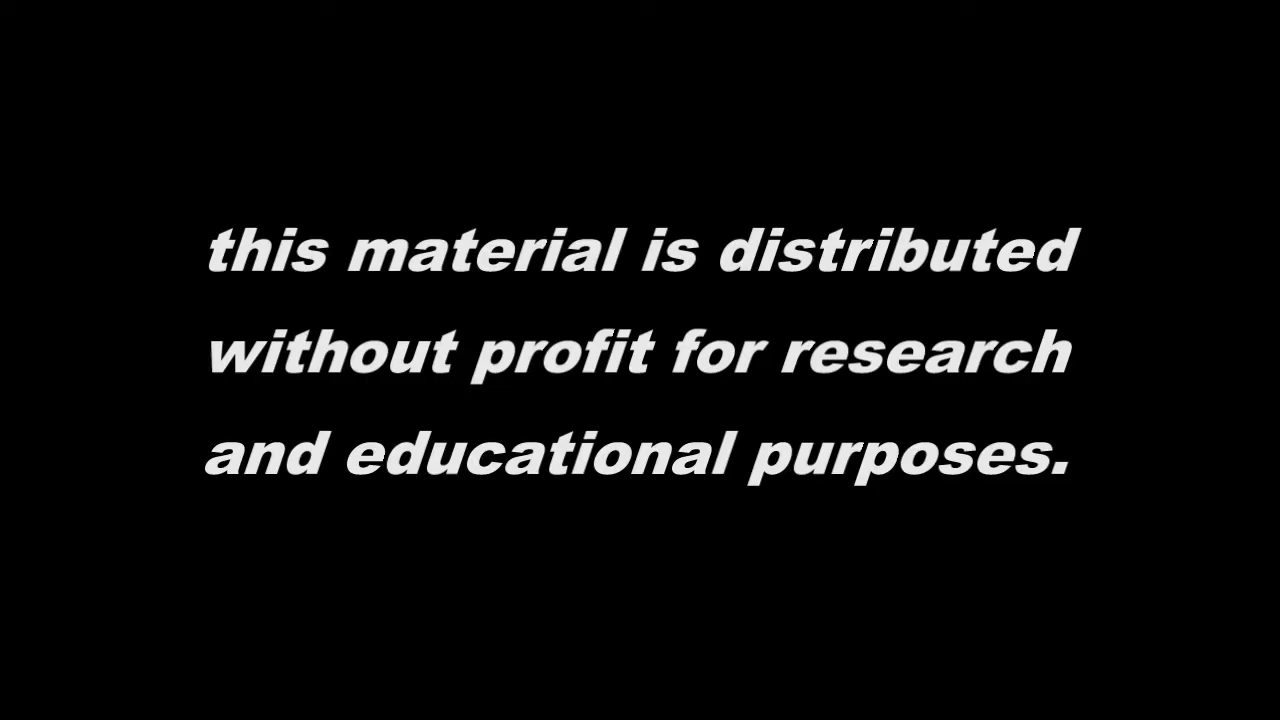 this material is distributed
without profit for research
and educational purposes.